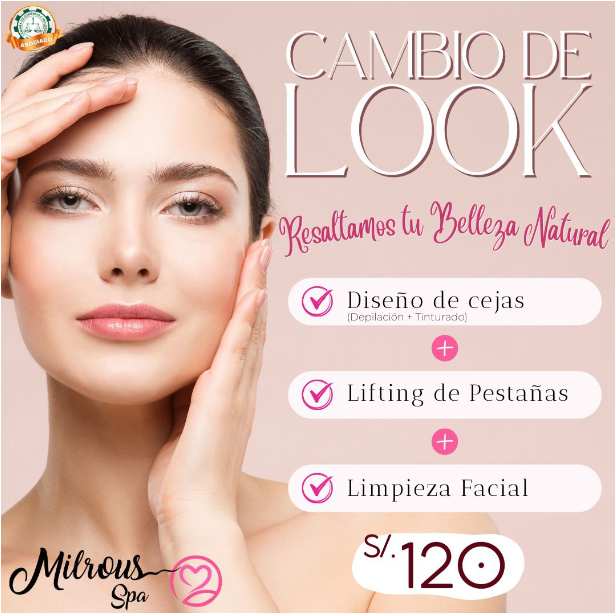 ASOCIADO
CAMBIO DE
LOOK
Resaltamos tu Belleza Natural
Diseño de cejas
(Depilación + Tinturado)
+
Lifting de Pestañas
+
Limpieza Facial
S/. 120
Milrous
Spa